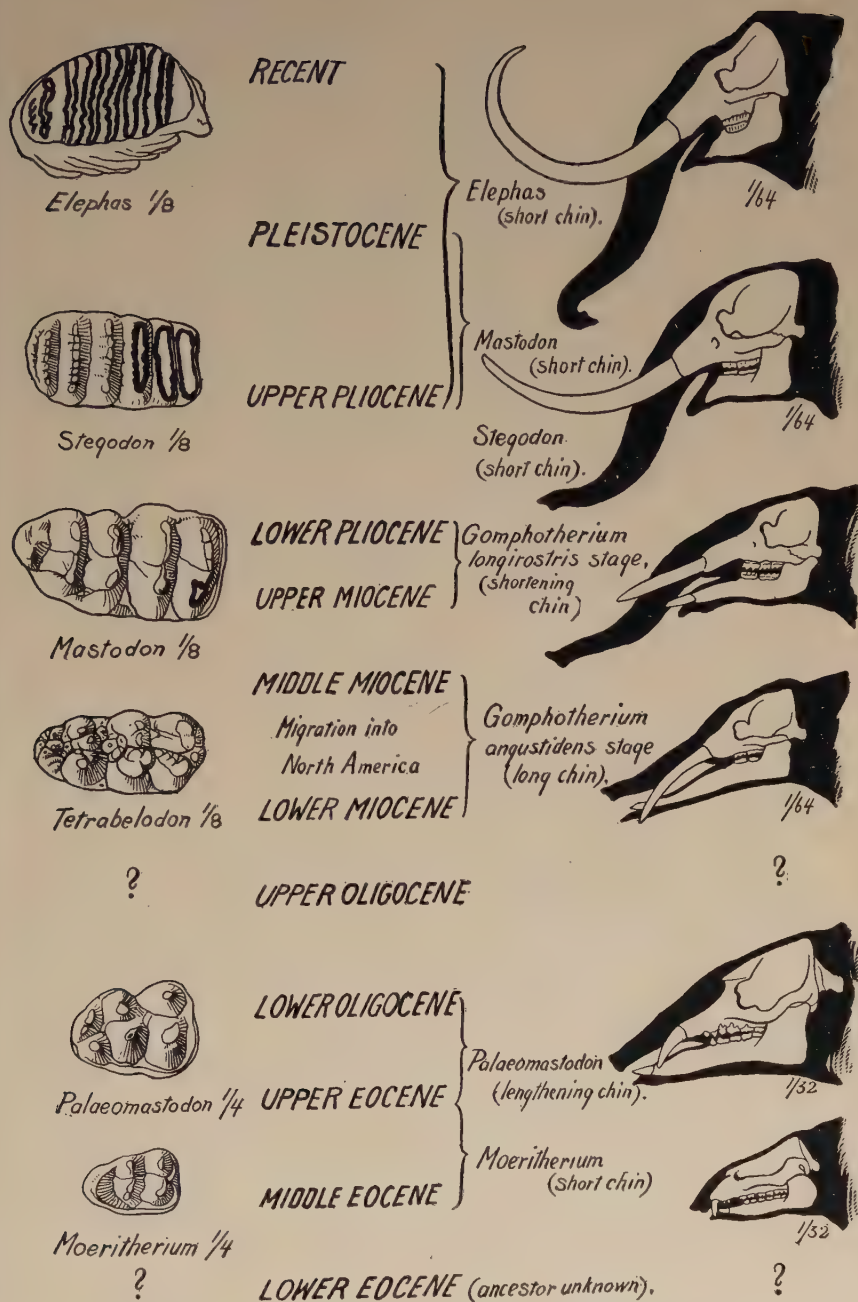 RECENT
Elephas 1/8
Elephas
(short chin).
1/64
PLEISTOCENE
Mastodon
(short chin).
UPPER PLIOCENE
1/64
Stegodon 1/8
Stegodon
(short chin).
LOWER PLIOCENE
Gomphotherium
longirostris stage,
(shortening
chin)
UPPER MIOCENE
Mastodon 1/8
MIDDLE MIOCENE
Migration into
North America
Gomphotherium
angustidens stage
(long chin).
LOWER MIOCENE
1/64
Tetrabelodon 1/8
?
UPPER OLIGOCENE
?
LOWER OLIGOCENE
Palaeomastodon
(lengthening chin).
1/32
Palaeomastodon 1/4
UPPER EOCENE
Moeritherium
(short chin)
MIDDLE EOCENE
1/32
Moeritherium 1/4
?
LOWER EOCENE (ancestor unknown).
?